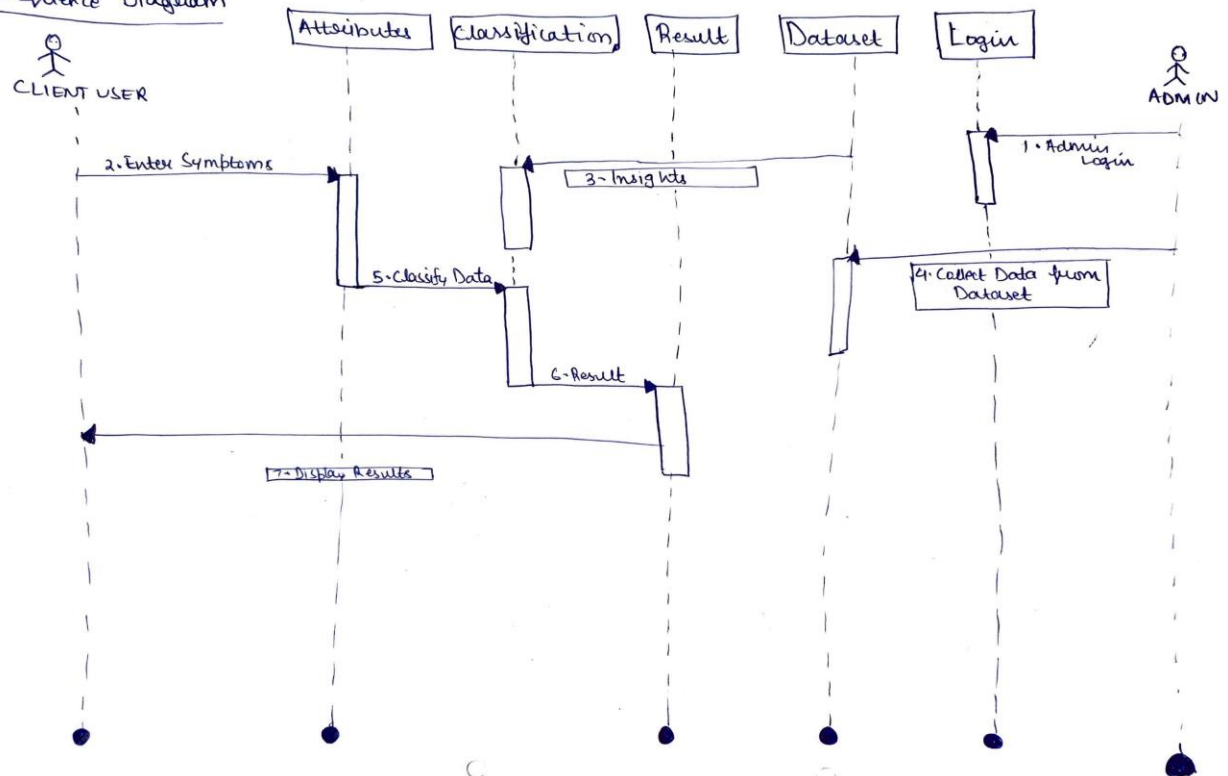 Diagram
Attributes
Classification
Result
Dataset
Login
CLIENT USER
ADMIN
1. Admin
Login
2. Enter Symptoms
3- Insights
4. Collect Data from
Dataset
5. Classify Data
6- Result
7- Display Results